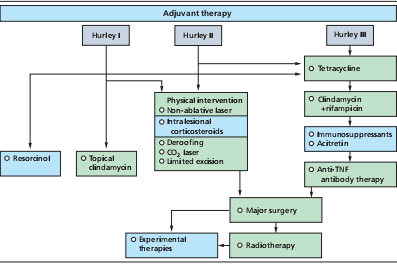 Adjuvant therapy
Hurley I
Hurley II
Hurley III
Tetracycline
Physical intervention
Non-ablative laser
Intralesional
corticosteroids
Deroofing
CO2 laser
Limited excision
Clindamycin
+rifampicin
Immunosuppressants
Acitretin
Resorcinol
Topical
clindamycin
Anti-TNF
antibody therapy
Major surgery
Experimental
therapies
Radiotherapy